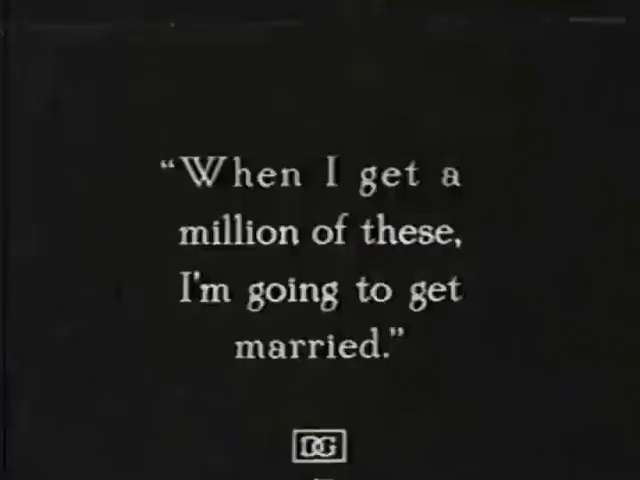 “When I get a
million of these,
I'm going to get
married.”
DG